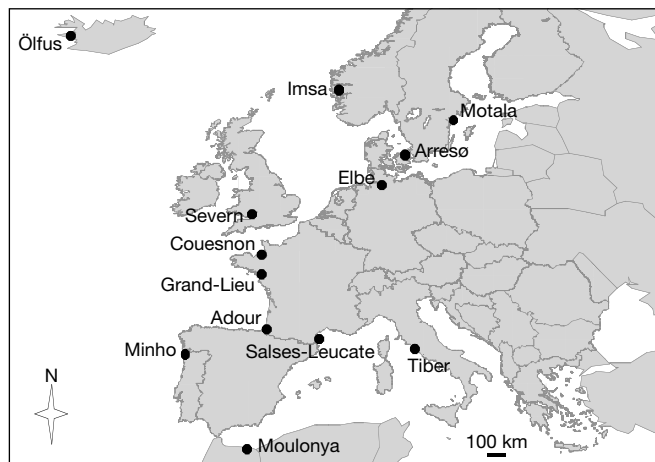 Ölfus
Imsa
Motala
Arresø
Elbe
Severn
Couesnon
Grand-Lieu
Adour
Minho
Salses-Leucate
Tiber
N
Moulonya
100 km